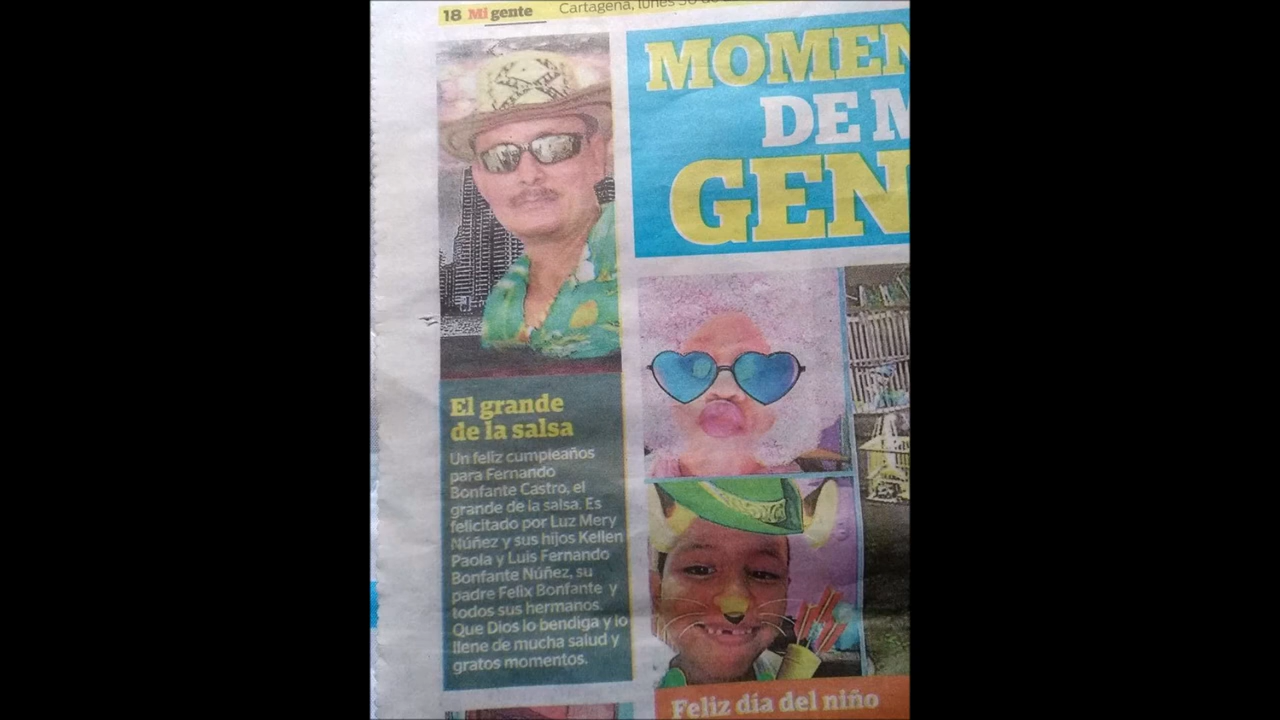 18 Mi gente
Cartagena, lunes 30 de
MOMEN
DE M
GEN
El grande
de la salsa
Un feliz cumpleaños
para Fernando
Bonfante Castro, el
grande de la salsa. Es
felicitado por Luz Mery
Núñez y sus hijos Kellen
Paola y Luis Fernando
Bonfante Núñez, su
padre Felix Bonfante y
todos sus hermanos.
Que Dios lo bendiga y lo
llene de mucha salud y
gratos momentos.
Feliz día del niño